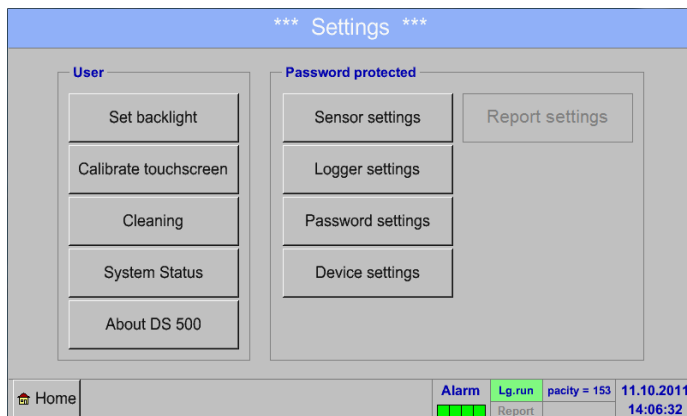 *** Settings ***
User
Set backlight
Calibrate touchscreen
Cleaning
System Status
About DS 500
Password protected
Sensor settings
Report settings
Logger settings
Password settings
Device settings
Home
Alarm
Lg.run
pacity = 153
11.10.2011
Report
14:06:32